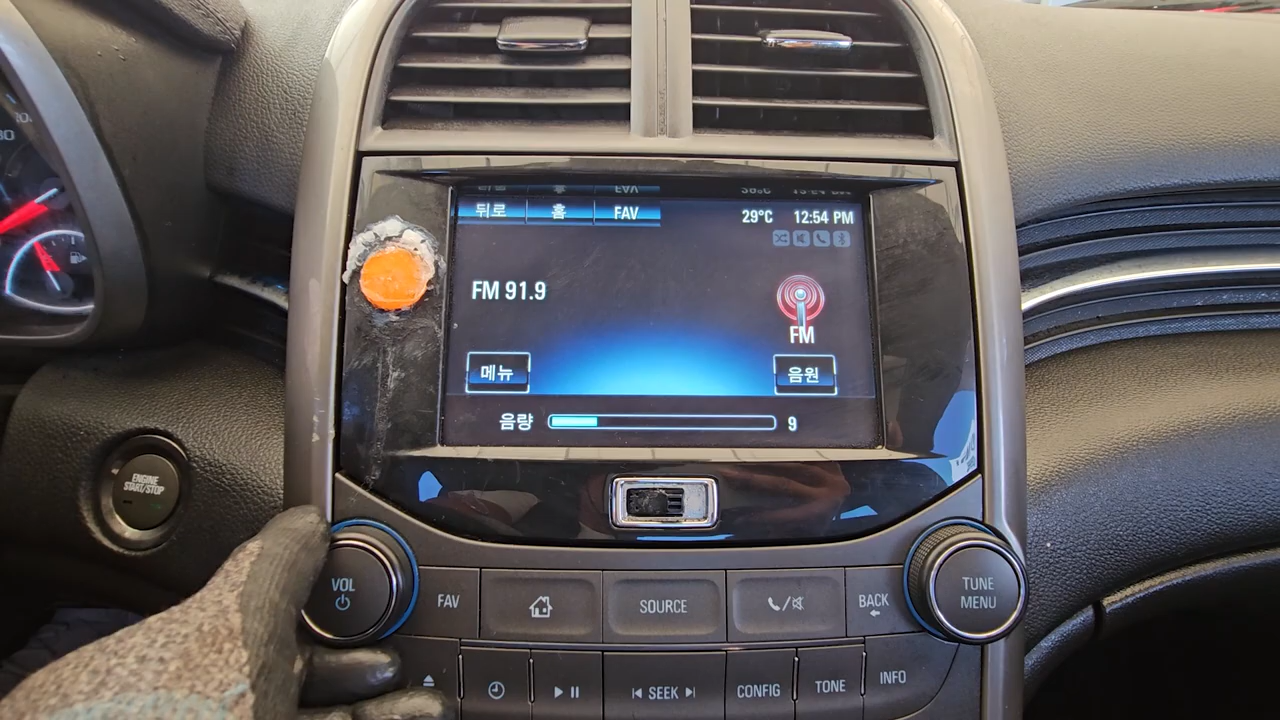 뒤로 홈 FAV 29°C 12:54 PM
FM 91.9
FM
메뉴 음원
음량 9
ENGINE
START/STOP
VOL
FAV
SOURCE
BACK
TUNE
MENU
SEEK
CONFIG
TONE
INFO